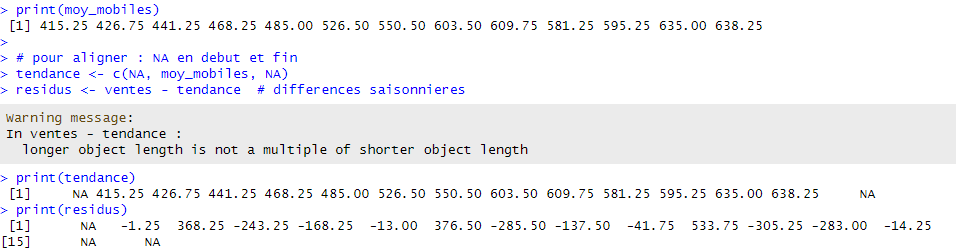 > print(moy_mobiles)
 [1] 415.25 426.75 441.25 468.25 485.00 526.50 550.50 603.50 609.75 581.25 595.25 635.00 638.25
>
> # pour aligner : NA en debut et fin
> tendance <- c(NA, moy_mobiles, NA)
> residus <- ventes - tendance  # differences saisonnieres
Warning message:
In ventes - tendance :
  longer object length is not a multiple of shorter object length
> print(tendance)
 [1]     NA 415.25 426.75 441.25 468.25 485.00 526.50 550.50 603.50 609.75 581.25 595.25 635.00 638.25     NA
> print(residus)
 [1]      NA   -1.25  368.25 -243.25 -168.25  -13.00  376.50 -285.50 -137.50  -41.75  533.75 -305.25 -283.00  -14.25
[15]      NA      NA